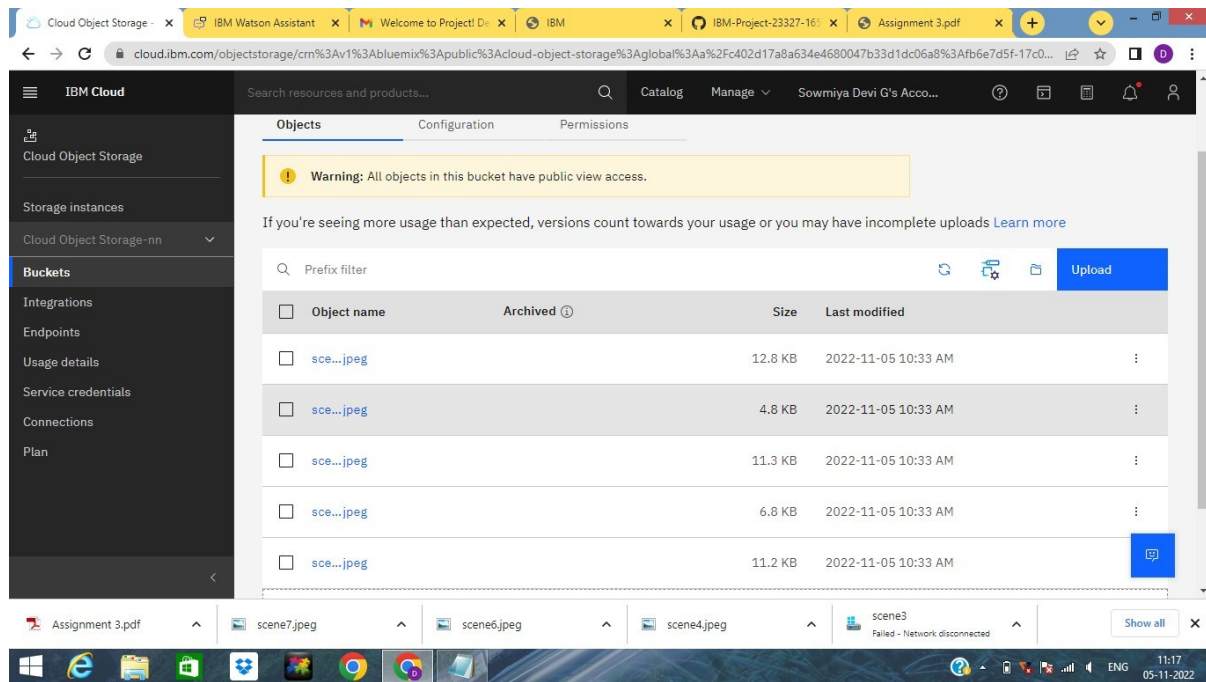 Cloud Object Storage -
IBM Watson Assistant
Welcome to Project! De
IBM
IBM-Project-23327-165
Assignment 3.pdf
cloud.ibm.com/objectstorage/crn%3Av1%3Abluemix%3Apublic%3Acloud-object-storage%3Aglobal%3Aa%2Fc402d17a8a634e4680047b33d1dc06a8%3Afb6e7d5f-17c0...
D
IBM Cloud
Search resources and products...
Catalog
Manage
Sowmiya Devi G's Acco...
Cloud Object Storage
Storage instances
Cloud Object Storage-nn
Buckets
Integrations
Endpoints
Usage details
Service credentials
Connections
Plan
Objects
Configuration
Permissions
Warning: All objects in this bucket have public view access.
If you're seeing more usage than expected, versions count towards your usage or you may have incomplete uploads Learn more
Prefix filter
Upload
Object name Archived Size Last modified
sce...jpeg 12.8 KB 2022-11-05 10:33 AM
sce...jpeg 4.8 KB 2022-11-05 10:33 AM
sce...jpeg 11.3 KB 2022-11-05 10:33 AM
sce...jpeg 6.8 KB 2022-11-05 10:33 AM
sce...jpeg 11.2 KB 2022-11-05 10:33 AM
Assignment 3.pdf
scene7.jpeg
scene6.jpeg
scene4.jpeg
scene3
Failed - Network disconnected
Show all
ENG
11:17
05-11-2022